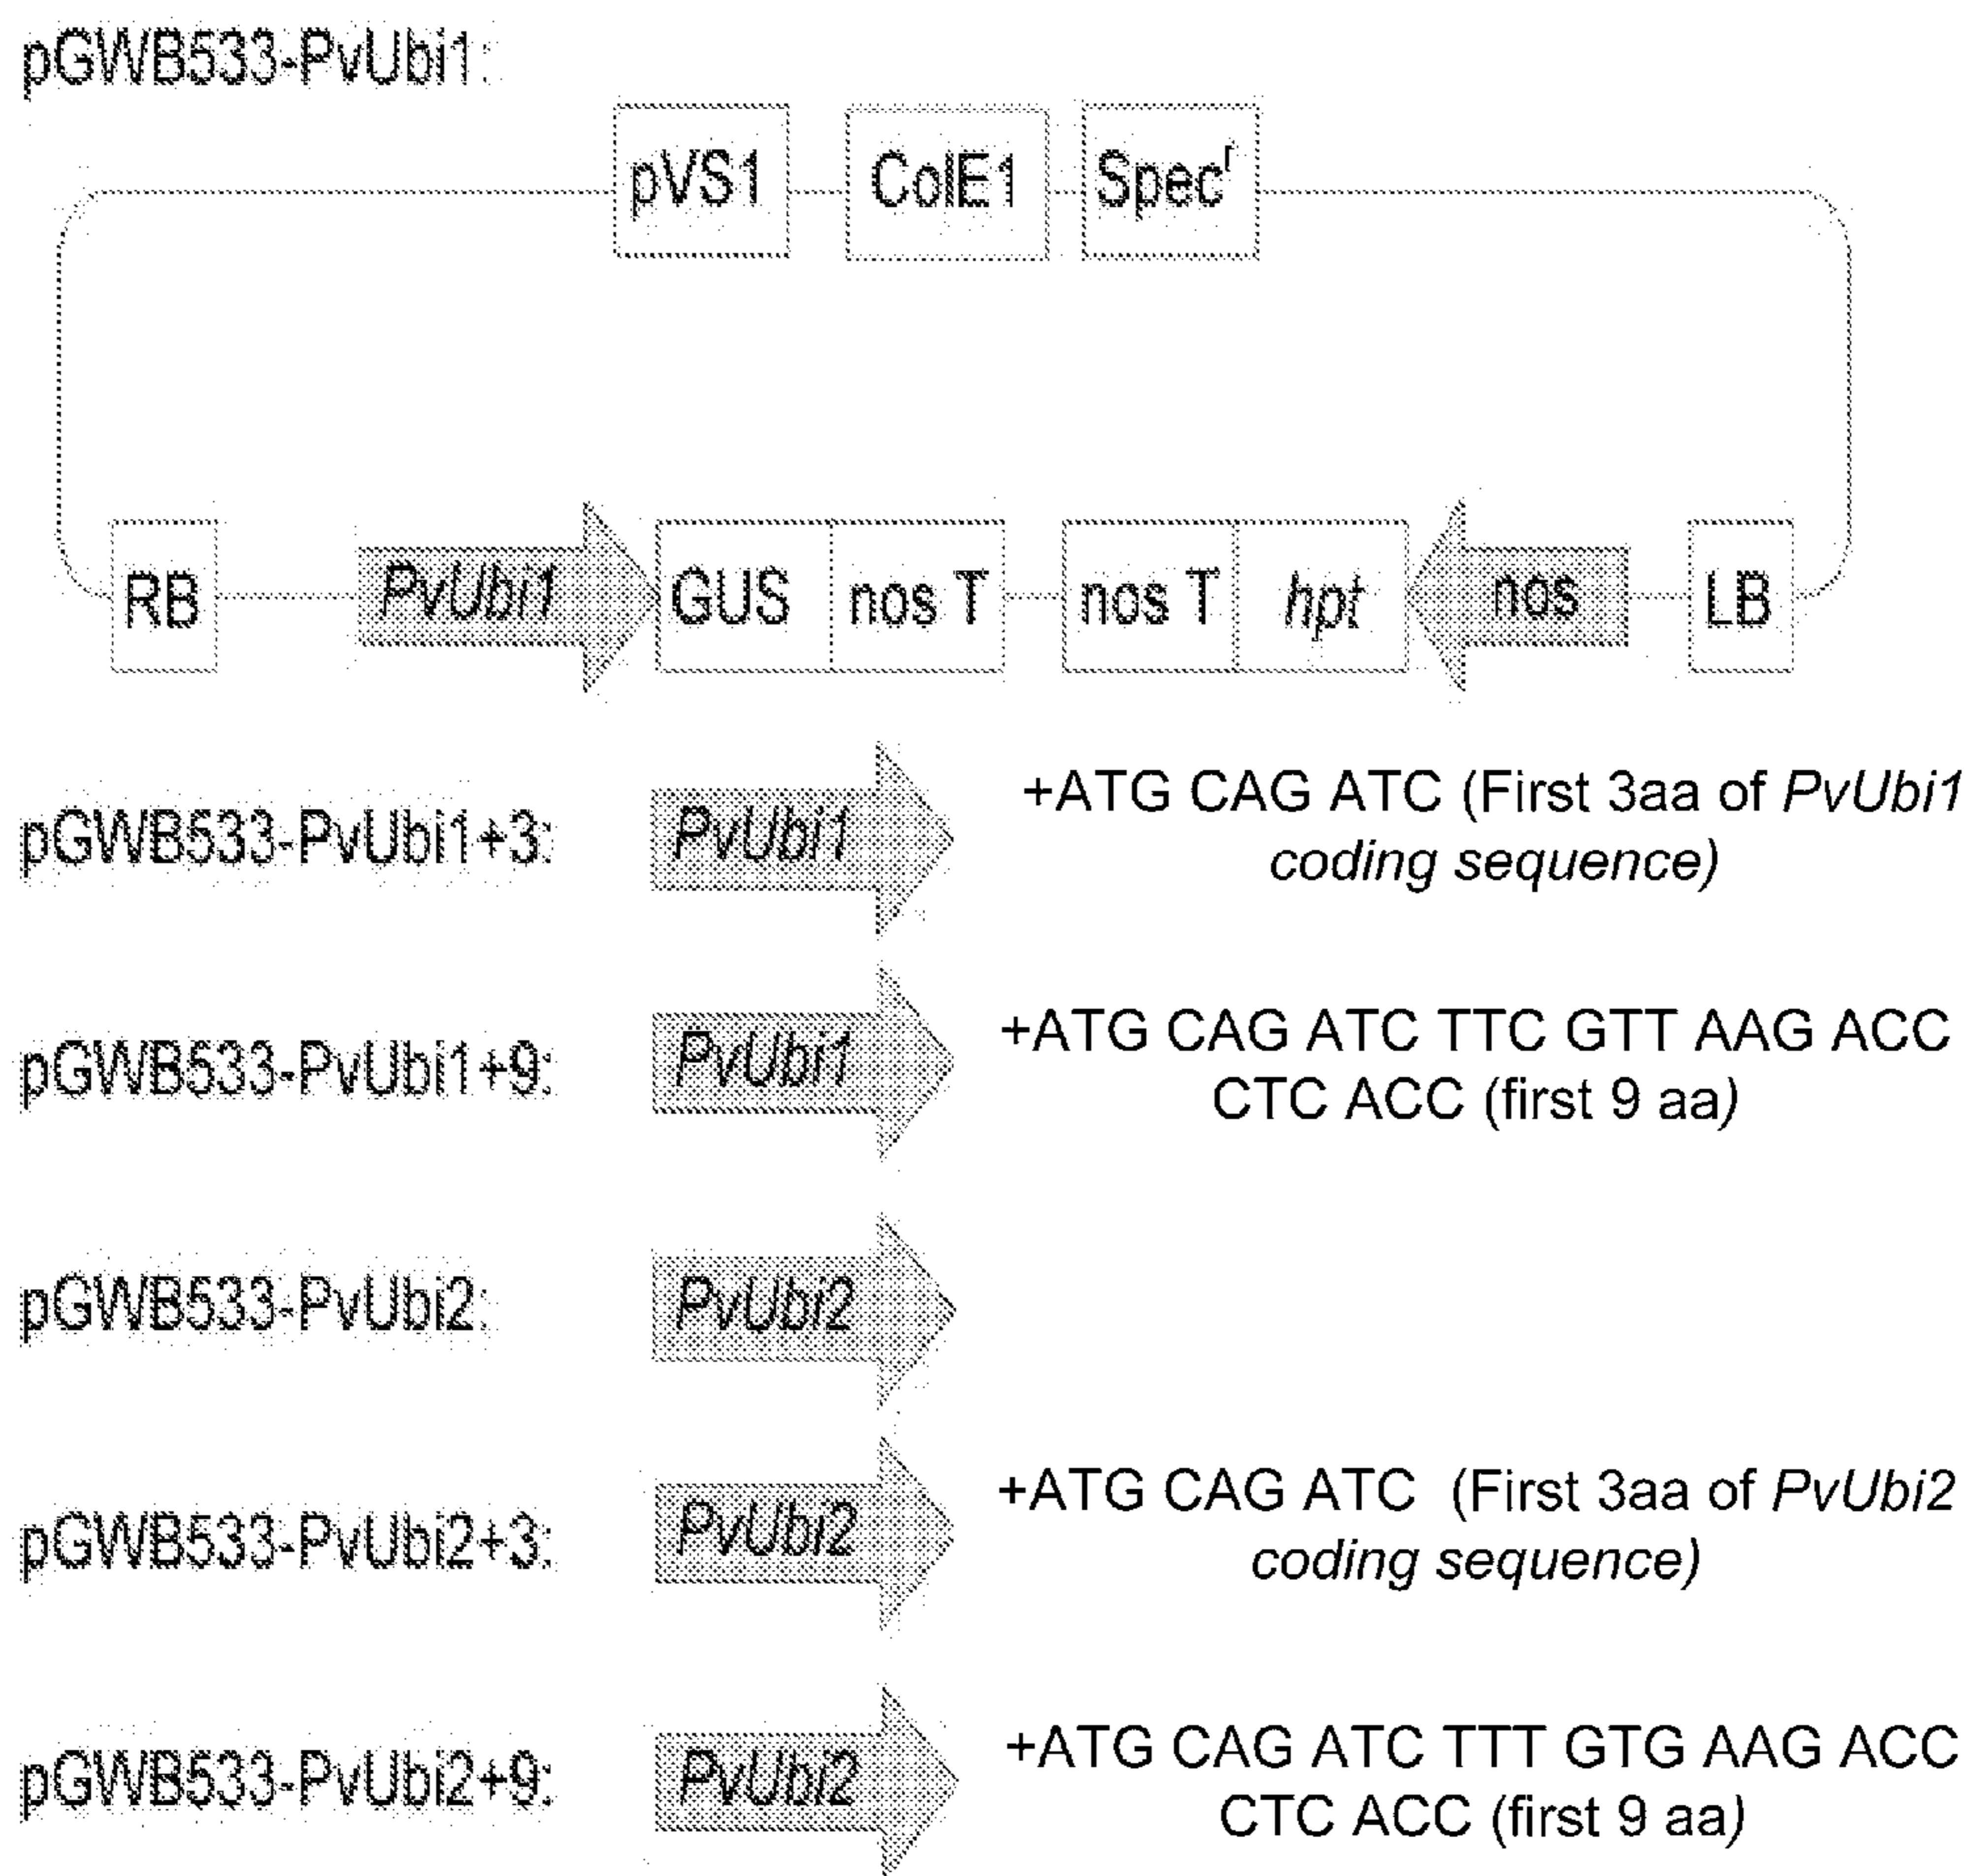 pGWB533-PvUbi1:
pVS1 ColE1 Specʳ
RB PvUbi1 GUS nos T nos T hpt nos LB
pGWB533-PvUbi1+3: PvUbi1 +ATG CAG ATC (First 3aa of PvUbi1
coding sequence)
pGWB533-PvUbi1+9: PvUbi1 +ATG CAG ATC TTC GTT AAG ACC
CTC ACC (first 9 aa)
pGWB533-PvUbi2: PvUbi2
pGWB533-PvUbi2+3: PvUbi2 +ATG CAG ATC (First 3aa of PvUbi2
coding sequence)
pGWB533-PvUbi2+9: PvUbi2 +ATG CAG ATC TTT GTG AAG ACC
CTC ACC (first 9 aa)